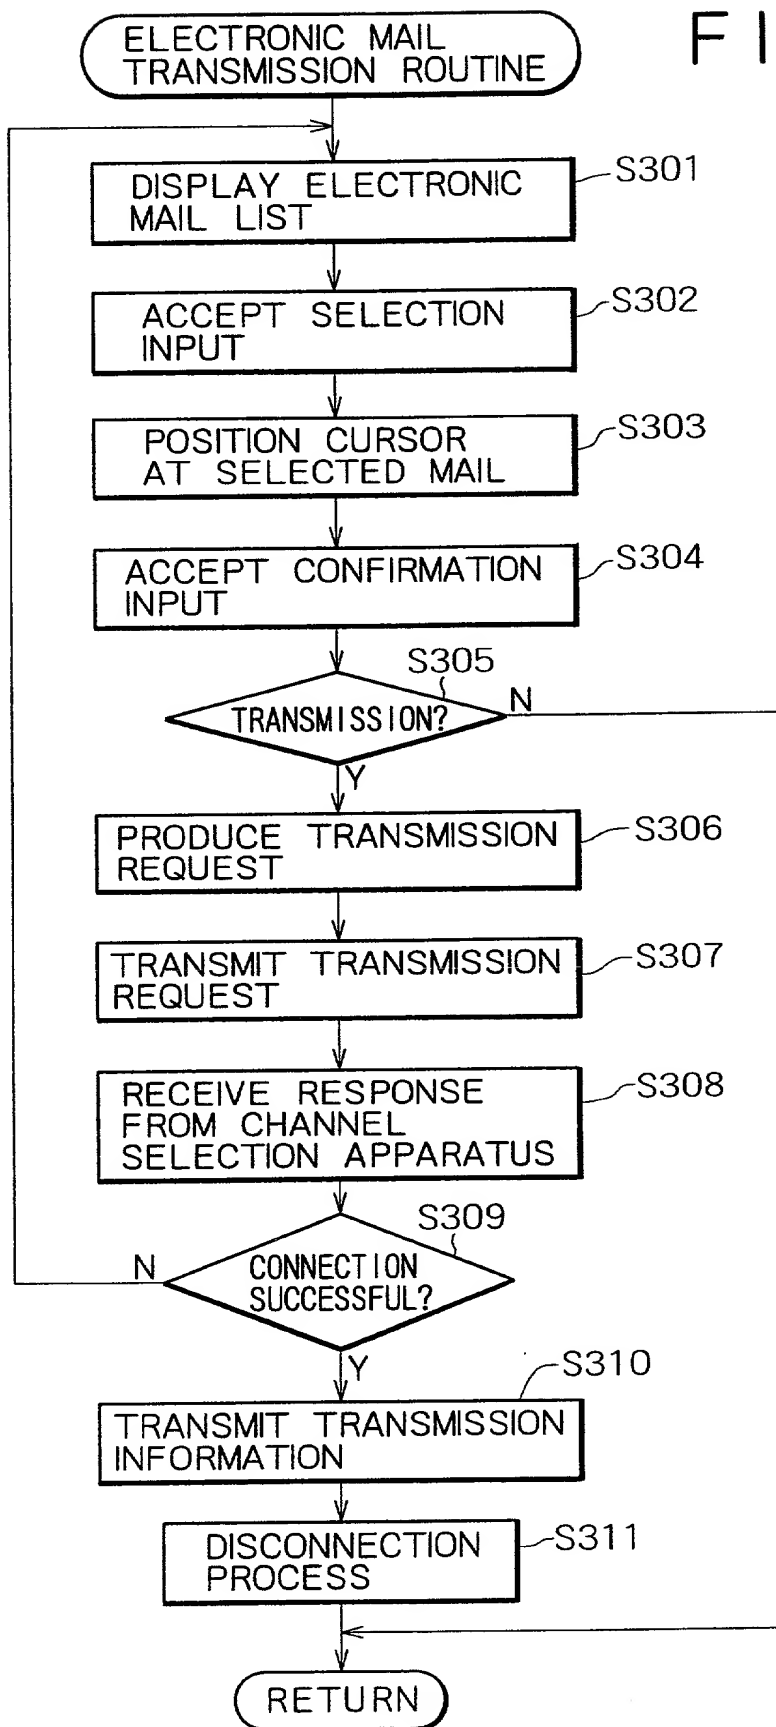 FI
ELECTRONIC MAIL
TRANSMISSION ROUTINE
DISPLAY ELECTRONIC
MAIL LIST
S301
ACCEPT SELECTION
INPUT
S302
POSITION CURSOR
AT SELECTED MAIL
S303
ACCEPT CONFIRMATION
INPUT
S304
S305
TRANSMISSION?
N
Y
PRODUCE TRANSMISSION
REQUEST
S306
TRANSMIT TRANSMISSION
REQUEST
S307
RECEIVE RESPONSE
FROM CHANNEL
SELECTION APPARATUS
S308
S309
N
CONNECTION
SUCCESSFUL?
Y
S310
TRANSMIT TRANSMISSION
INFORMATION
DISCONNECTION
PROCESS
S311
RETURN